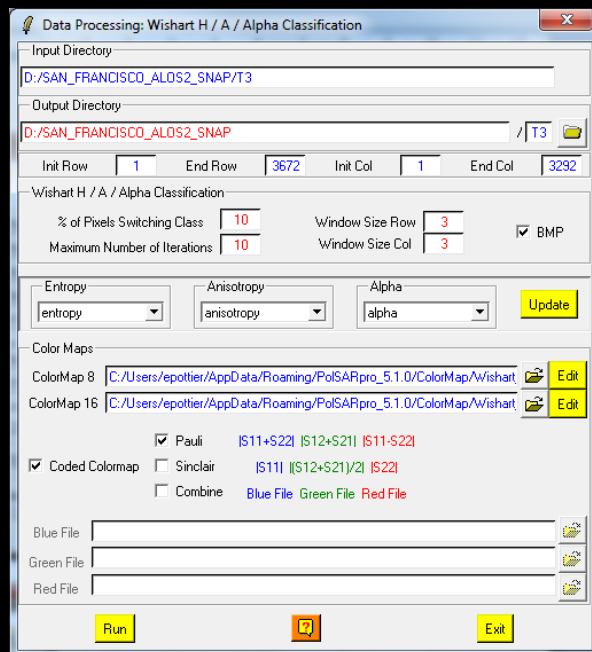 Data Processing: Wishart H / A / Alpha Classification
Input Directory
D:/SAN_FRANCISCO_ALOS2_SNAP/T3
Output Directory
D:/SAN_FRANCISCO_ALOS2_SNAP / T3
Init Row 1 End Row 3672 Init Col 1 End Col 3292
Wishart H / A / Alpha Classification
% of Pixels Switching Class 10 Window Size Row 3
Maximum Number of Iterations 10 Window Size Col 3
BMP
Entropy Anisotropy Alpha
entropy anisotropy alpha Update
Color Maps
ColorMap 8 C:/Users/epottier/AppData/Roaming/PolSARpro_5.1.0/ColorMap/Wishart_ Edit
ColorMap 16 C:/Users/epottier/AppData/Roaming/PolSARpro_5.1.0/ColorMap/Wishart_ Edit
Pauli |S11+S22| |S12+S21| |S11-S22|
Coded Colormap Sinclair |S11| |(S12+S21)/2| |S22|
Combine Blue File Green File Red File
Blue File
Green File
Red File
Run ? Exit